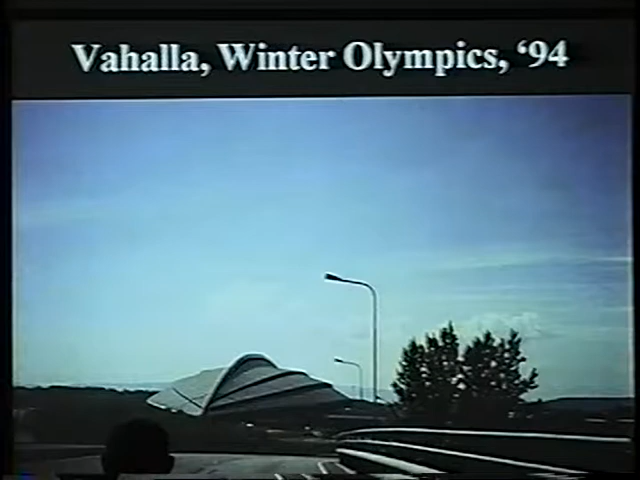 Vahalla, Winter Olympics, ‘94